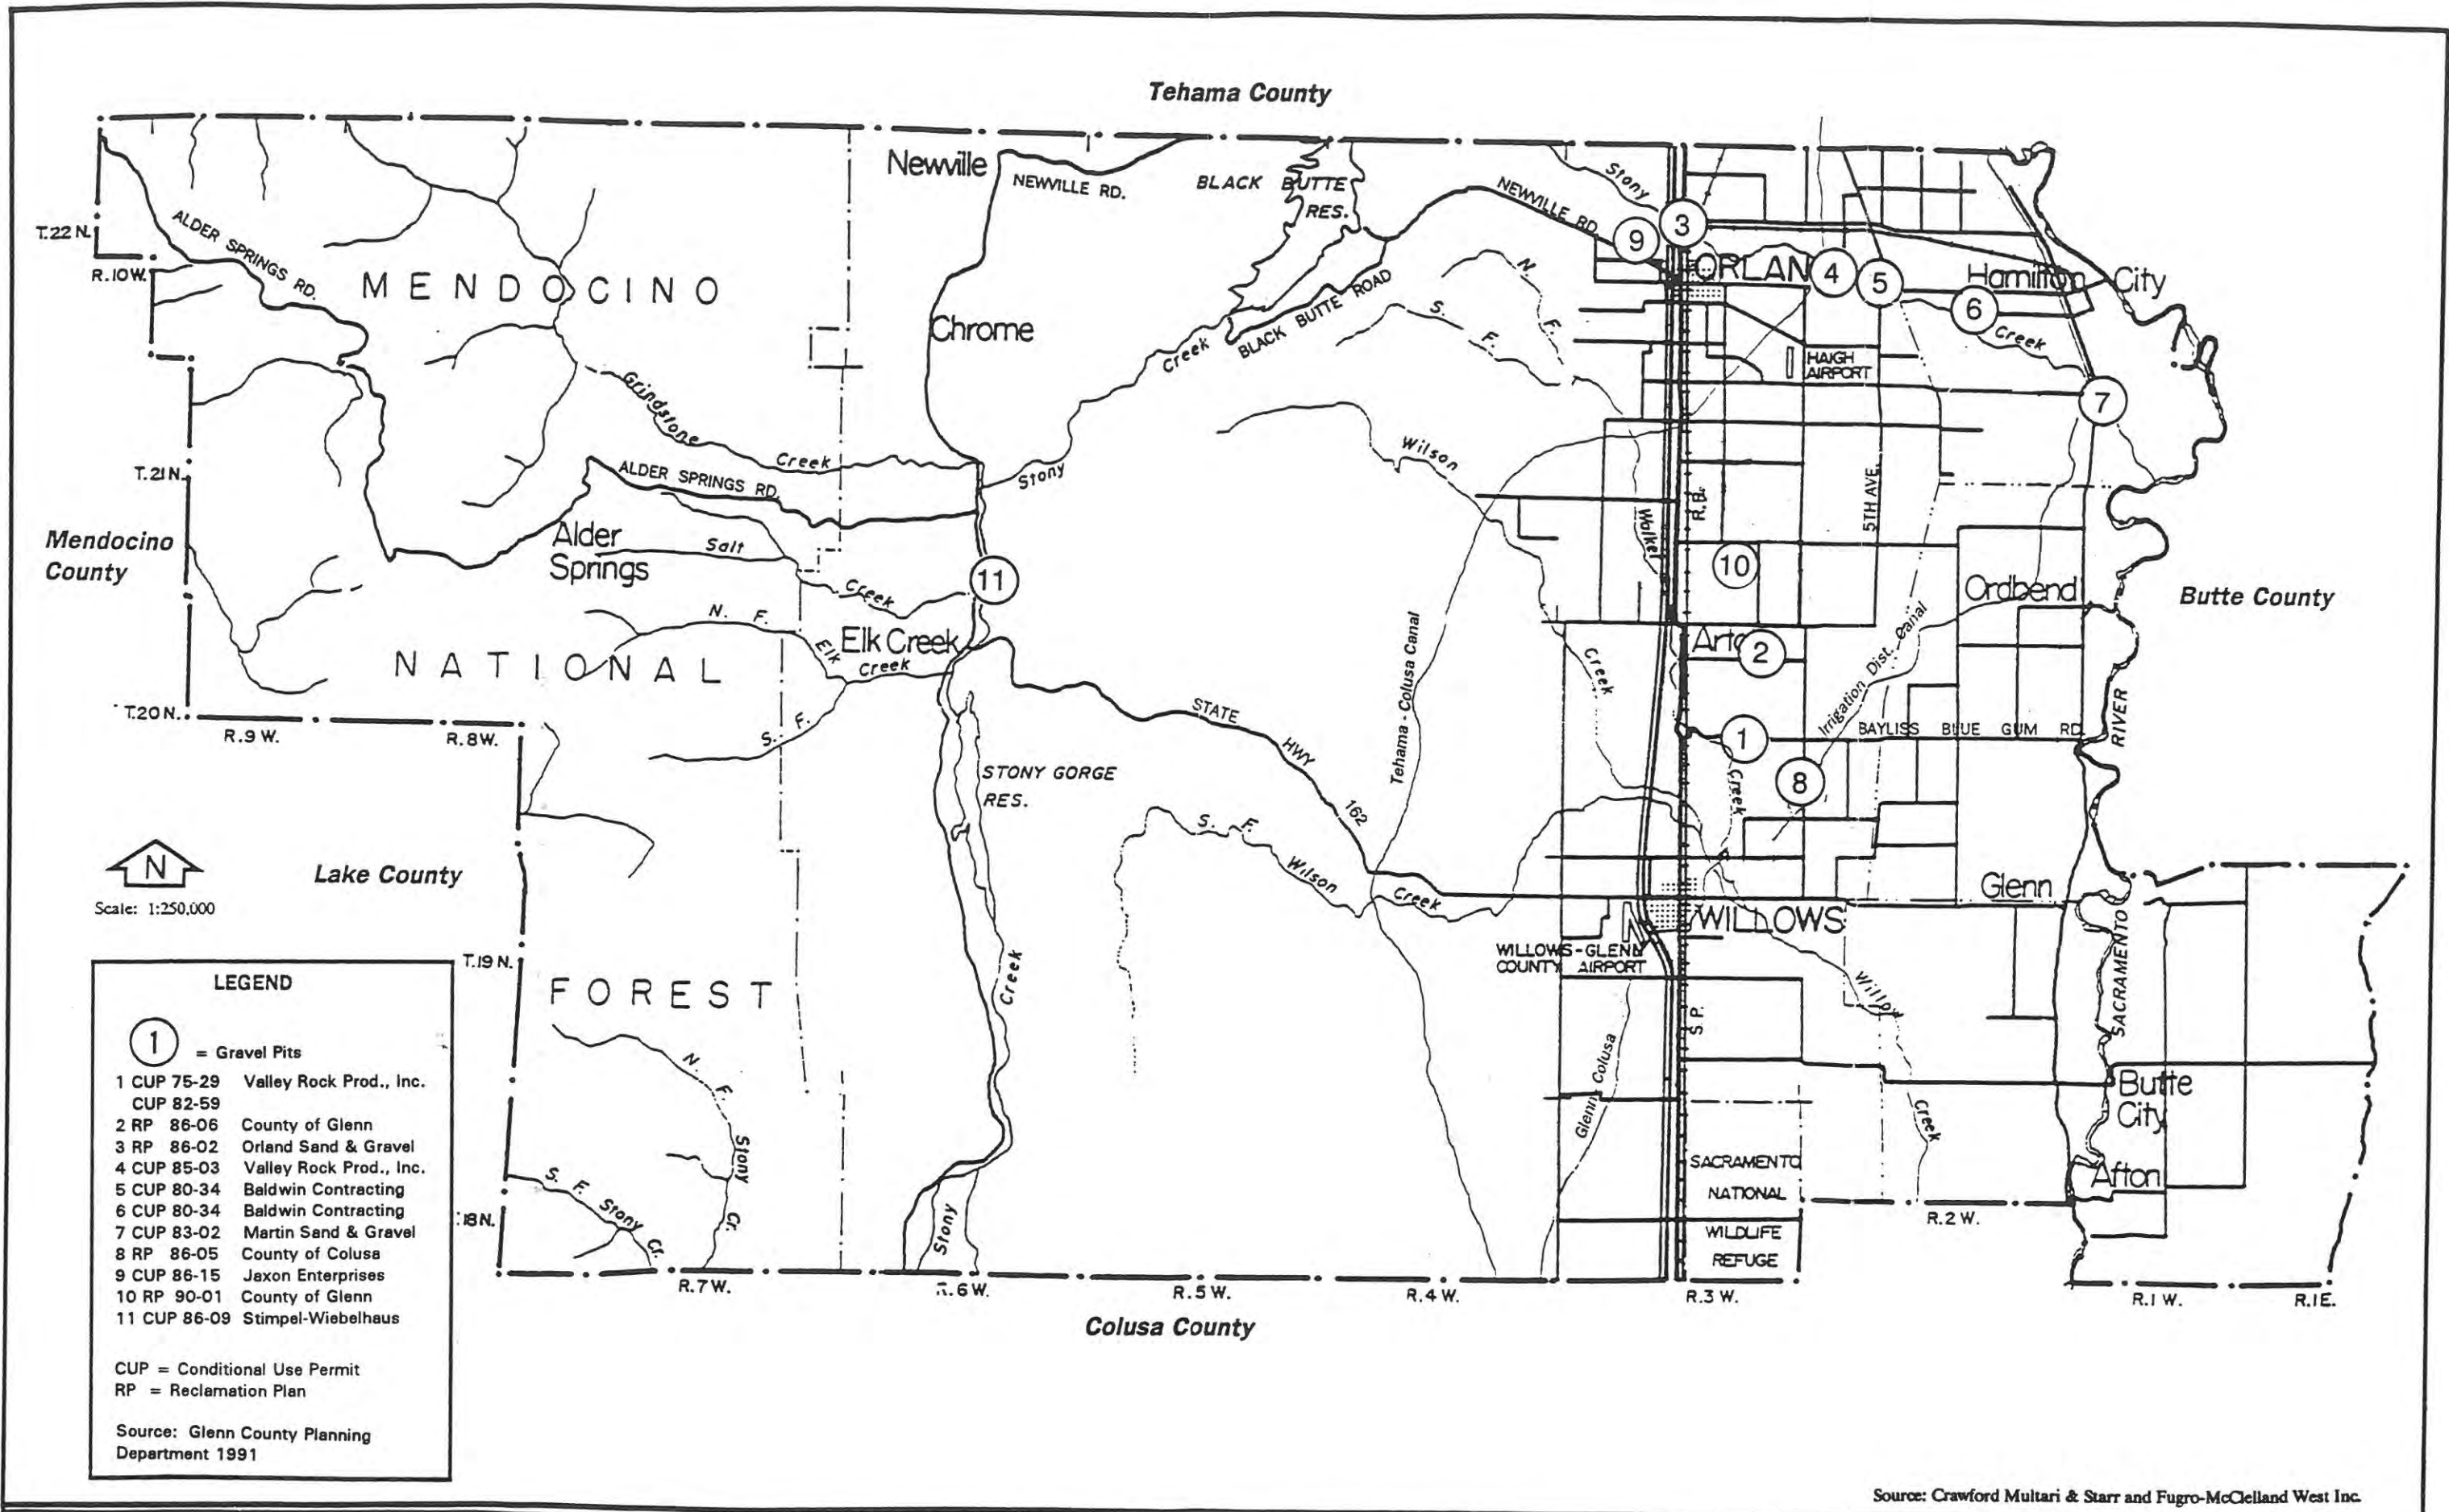 Tehama County
Newville
NEWVILLE RD.
BLACK BUTTE
RES.
NEWVILLE RD.
Stony
3
9
T.22 N.
ALDER SPRINGS RD.
R.10W.
MENDOCINO
ORLAN
4
5
Hamilton City
6
Creek
Chrome
Creek
BLACK BUTTE ROAD
N. F.
S. F.
HAIGH
AIRPORT
7
Grindstone
Creek
Wilson
Stony
T.21 N.
ALDER SPRINGS RD.
R.R.
5TH AVE.
Walker
Mendocino
County
Alder
Springs
Salt
Creek
11
10
Ordbend
Butte County
N. F.
Elk
Creek
Elk Creek
Tehama - Colusa Canal
Creek
Arto
2
Irrigation Dist. Canal
NATIONAL
T.20 N.
R.9 W.
R.8W.
S. F.
STATE
HWY
162
1
BAYLISS BLUE GUM RD.
RIVER
STONY GORGE
RES.
8
Creek
N
Scale: 1:250,000
Lake County
S. F.
Wilson
Creek
Glenn
WILLOWS
WILLOWS-GLENN
COUNTY AIRPORT
T.19 N.
FOREST
Creek
S.P.
Willow
SACRAMENTO
Glenn Colusa
Creek
Butte
City
N. F.
Stony
Cr.
S. F. Stony
Cr.
Stony
SACRAMENTO
NATIONAL
WILDLIFE
REFUGE
Afton
R.2 W.
18 N.
R.7W.
R.6W.
R.5 W.
R.4 W.
R.3 W.
R.1 W.
R.1E.
Colusa County
LEGEND
1 = Gravel Pits
1 CUP 75-29 Valley Rock Prod., Inc.
CUP 82-59
2 RP 86-06 County of Glenn
3 RP 86-02 Orland Sand & Gravel
4 CUP 85-03 Valley Rock Prod., Inc.
5 CUP 80-34 Baldwin Contracting
6 CUP 80-34 Baldwin Contracting
7 CUP 83-02 Martin Sand & Gravel
8 RP 86-05 County of Colusa
9 CUP 86-15 Jaxon Enterprises
10 RP 90-01 County of Glenn
11 CUP 86-09 Stimpel-Wiebelhaus
CUP = Conditional Use Permit
RP = Reclamation Plan
Source: Glenn County Planning
Department 1991
Source: Crawford Multari & Starr and Fugro-McClelland West Inc.